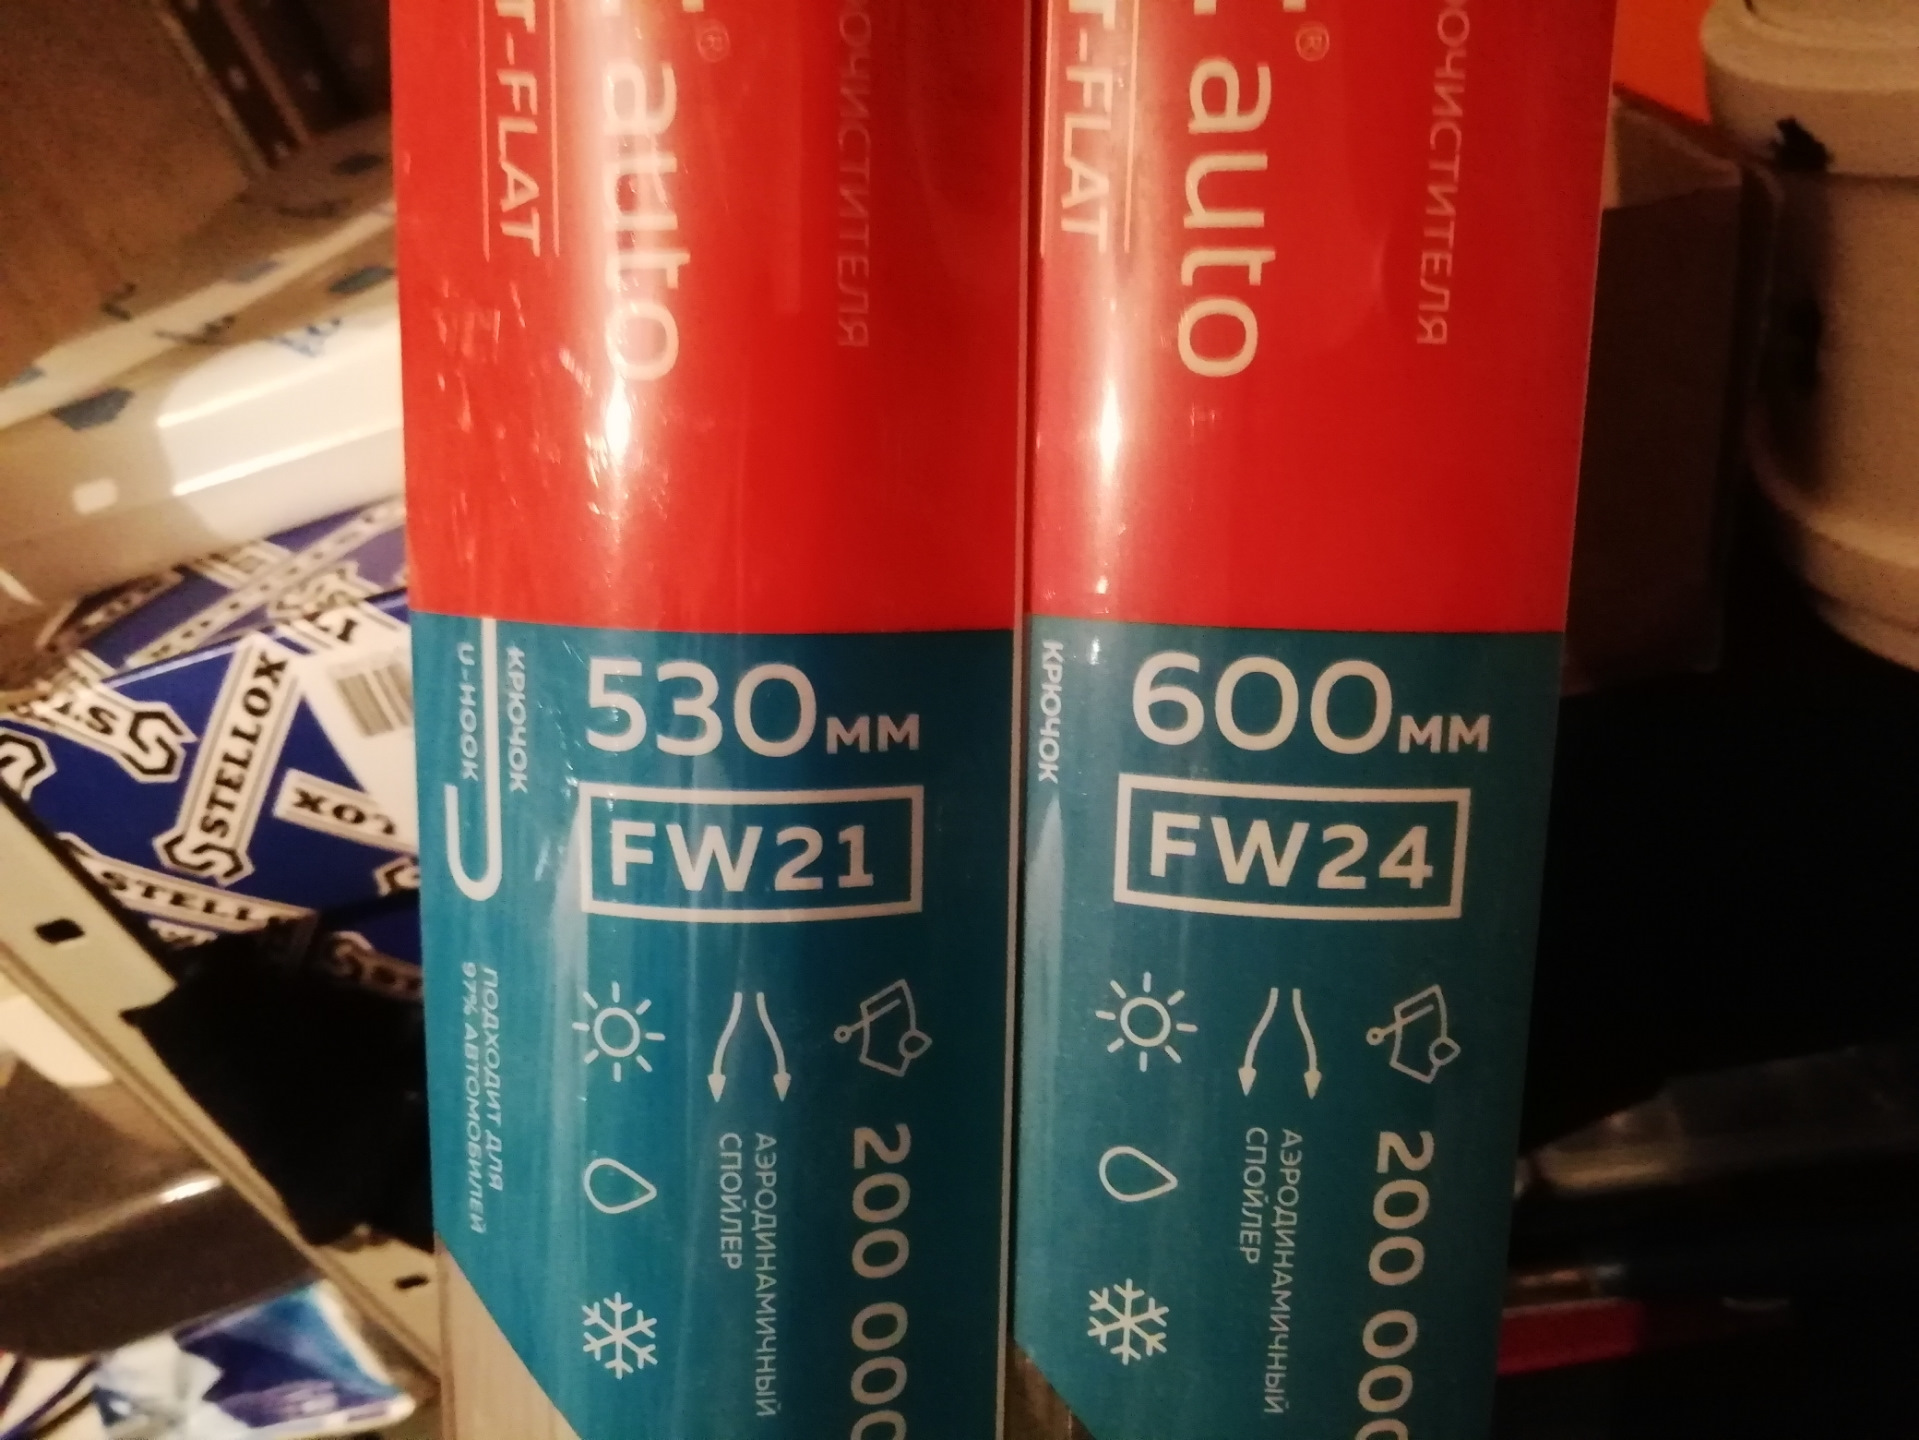 T-FLAT
auto
®
ОЧИСТИТЕЛЯ
КРЮЧОК
U-HOOK
530мм
FW21
ПОДХОДИТ ДЛЯ
97% АВТОМОБИЛЕЙ
АЭРОДИНАМИЧНЫЙ
СПОЙЛЕР
200 000
T-FLAT
auto
®
ОЧИСТИТЕЛЯ
КРЮЧОК
600мм
FW24
АЭРОДИНАМИЧНЫЙ
СПОЙЛЕР
200 000
STELLOX
STELLOX